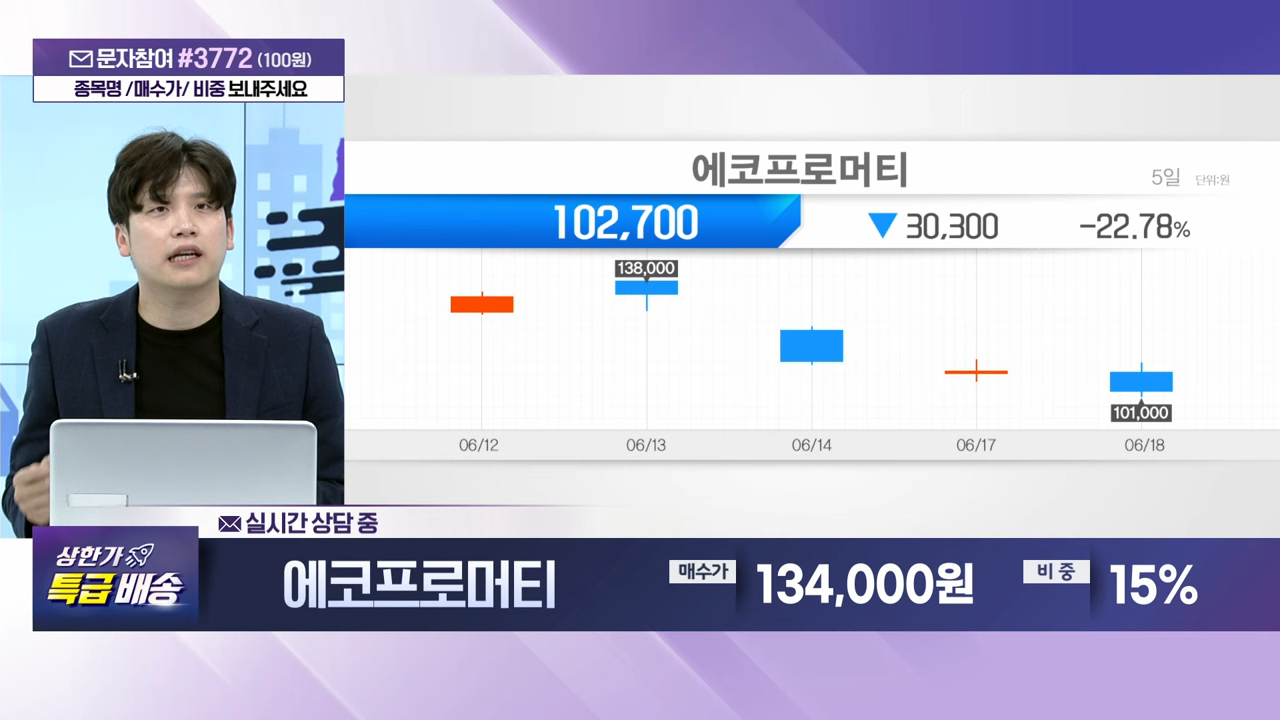 문자참여 #3772 (100원)
종목명 /매수가/ 비중 보내주세요
에코프로머티
5일 단위:원
102,700 ▼ 30,300 -22.78%
138,000
101,000
06/12 06/13 06/14 06/17 06/18
실시간 상담 중
상한가
특급 배송
에코프로머티 매수가 134,000원 비중 15%